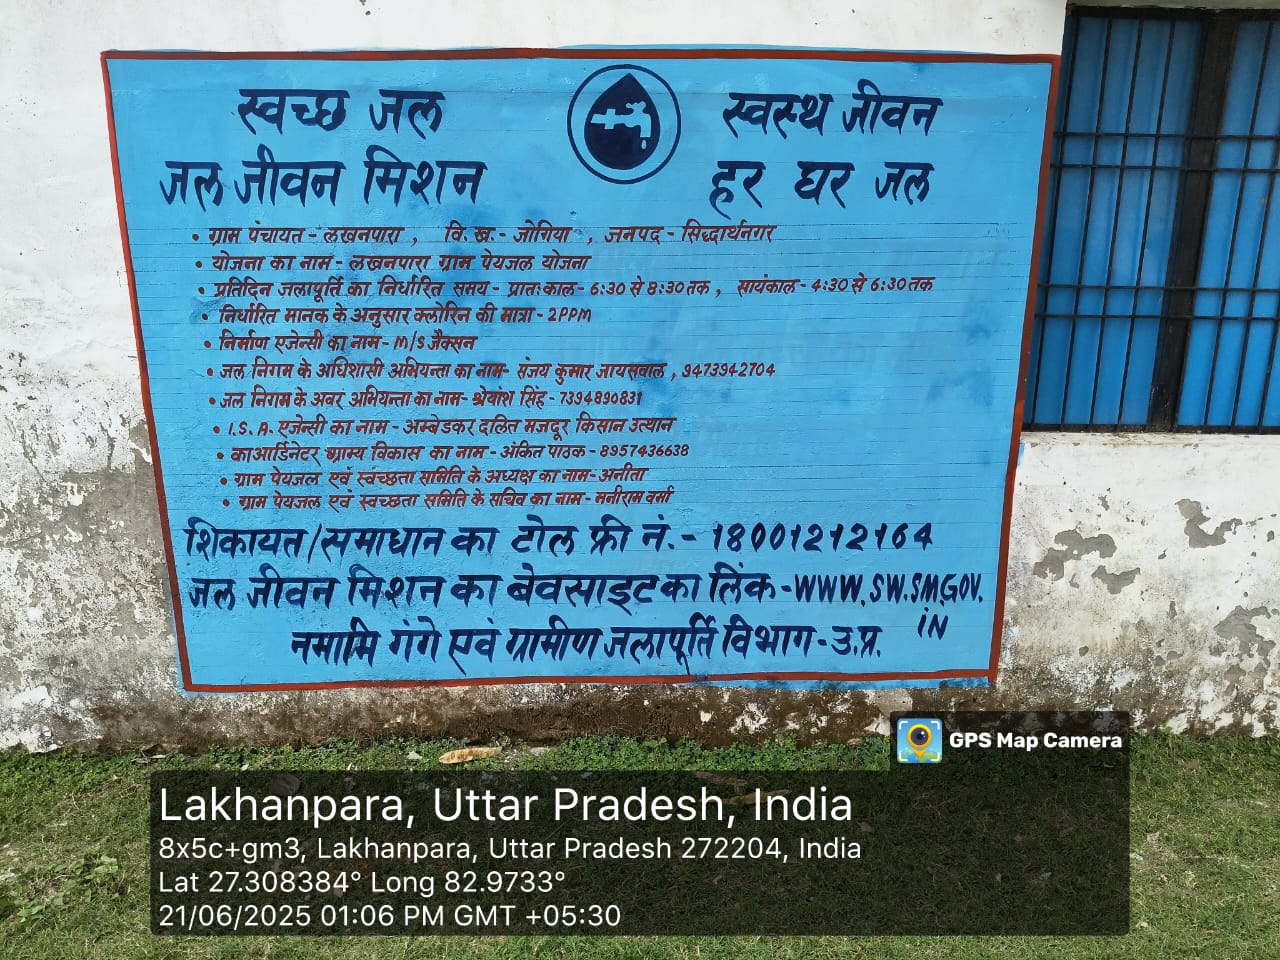 स्वच्छ जल स्वस्थ जीवन
जल जीवन मिशन हर घर जल
• ग्राम पंचायत - लखनपारा , वि. ख. - जोगिया , जनपद - सिद्धार्थनगर
• योजना का नाम - लखनपारा ग्राम पेयजल योजना
• प्रतिदिन जलापूर्ति का निर्धारित समय - प्रातःकाल - 6:30 से 8:30 तक , सायंकाल - 4:30 से 6:30 तक
• निर्धारित मानक के अनुसार क्लोरिन की मात्रा - 2PPM
• निर्माण एजेन्सी का नाम - M/S जैक्सन
• जल निगम के अधिशासी अभियन्ता का नाम - संजय कुमार जायसवाल , 9473942704
• जल निगम के अवर अभियन्ता का नाम - श्रेयांश सिंह - 7394890831
• I.S.A. एजेन्सी का नाम - अम्बेडकर दलित मजदूर किसान उत्थान
• काआर्डिनेटर ग्राम्य विकास का नाम - अंकित पाठक - 8957436638
• ग्राम पेयजल एवं स्वच्छता समिति के अध्यक्ष का नाम - अनीता
• ग्राम पेयजल एवं स्वच्छता समिति के सचिव का नाम - मनीराम वर्मा
शिकायत/समाधान का टोल फ्री नं. - 18001212164
जल जीवन मिशन का बेवसाइट का लिंक - WWW.SW.SM.GOV.
iN
नमामि गंगे एवं ग्रामीण जलापूर्ति विभाग - उ.प्र.
GPS Map Camera
Lakhanpara, Uttar Pradesh, India
8x5c+gm3, Lakhanpara, Uttar Pradesh 272204, India
Lat 27.308384° Long 82.9733°
21/06/2025 01:06 PM GMT +05:30